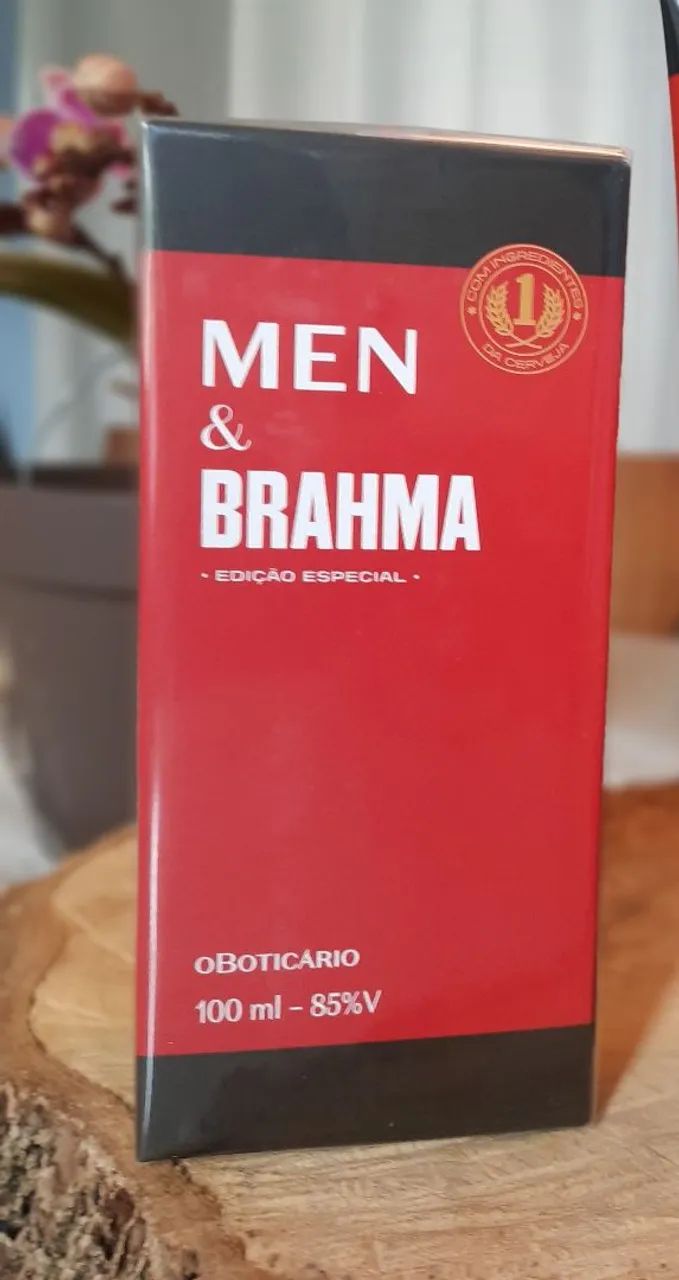 COM INGREDIENTES
1
DA CERVEJA
MEN
&
BRAHMA
• EDIÇÃO ESPECIAL •
oBOTICÁRIO
100 ml – 85%V